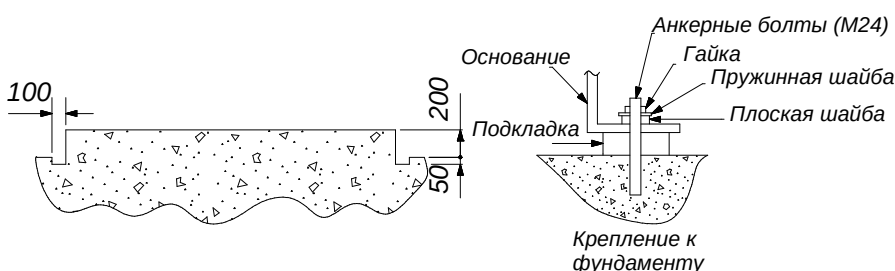 100
200
50
Анкерные болты (М24)
Гайка
Основание
Пружинная шайба
Плоская шайба
Подкладка
Крепление к
фундаменту